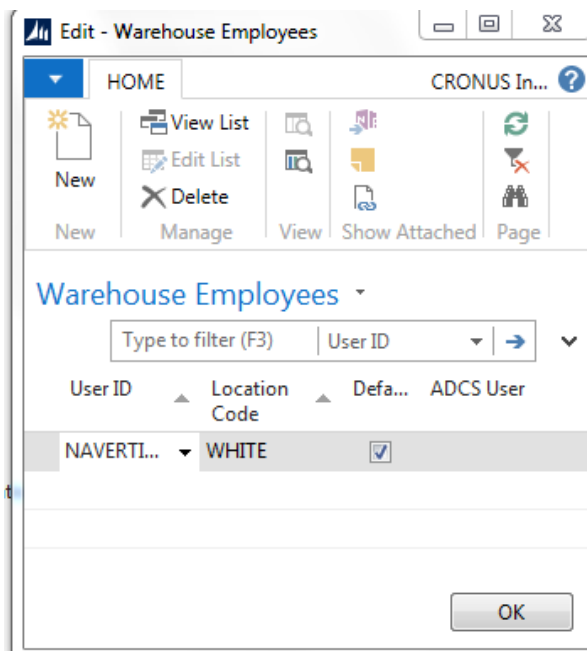 Edit - Warehouse Employees
HOME
CRONUS In... ?
New
View List
Edit List
Delete
New
Manage
View
Show Attached
Page
Warehouse Employees
Type to filter (F3)
User ID
User ID
Location Code
Defa...
ADCS User
NAVERTI...
WHITE
OK